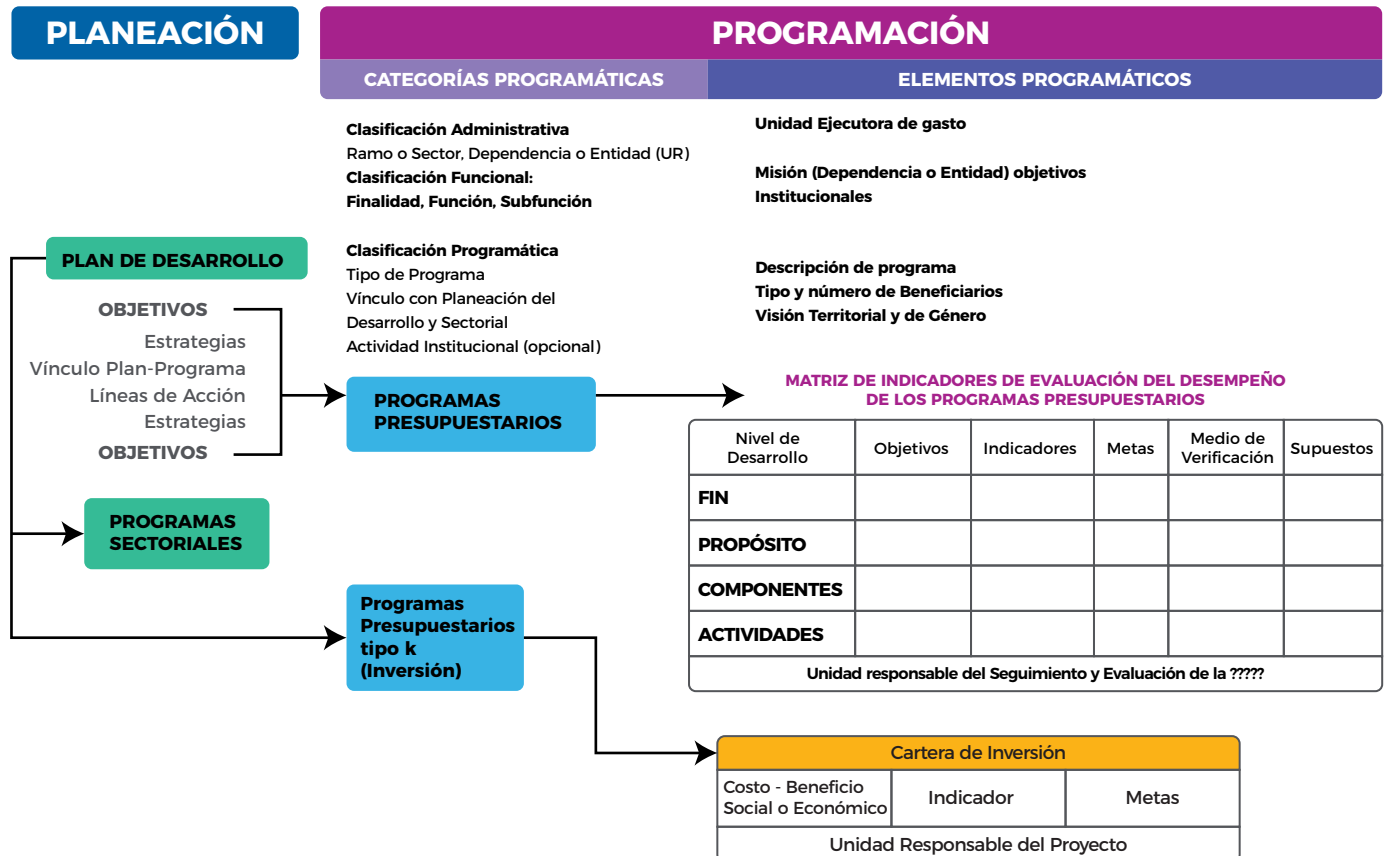 PLANEACIÓN
PROGRAMACIÓN
CATEGORÍAS PROGRAMÁTICAS
ELEMENTOS PROGRAMÁTICOS
Clasificación Administrativa
Ramo o Sector, Dependencia o Entidad (UR)
Clasificación Funcional:
Finalidad, Función, Subfunción
Unidad Ejecutora de gasto
Misión (Dependencia o Entidad) objetivos
Institucionales
PLAN DE DESARROLLO
OBJETIVOS
Estrategias
Vínculo Plan-Programa
Líneas de Acción
Estrategias
OBJETIVOS
PROGRAMAS
SECTORIALES
Clasificación Programática
Tipo de Programa
Vínculo con Planeación del
Desarrollo y Sectorial
Actividad Institucional (opcional)
Descripción de programa
Tipo y número de Beneficiarios
Visión Territorial y de Género
PROGRAMAS
PRESUPUESTARIOS
MATRIZ DE INDICADORES DE EVALUACIÓN DEL DESEMPEÑO
DE LOS PROGRAMAS PRESUPUESTARIOS
Nivel de
Desarrollo
Objetivos
Indicadores
Metas
Medio de
Verificación
Supuestos
FIN
PROPÓSITO
COMPONENTES
ACTIVIDADES
Unidad responsable del Seguimiento y Evaluación de la ?????
Programas
Presupuestarios
tipo k
(Inversión)
Cartera de Inversión
Costo - Beneficio
Social o Económico
Indicador
Metas
Unidad Responsable del Proyecto